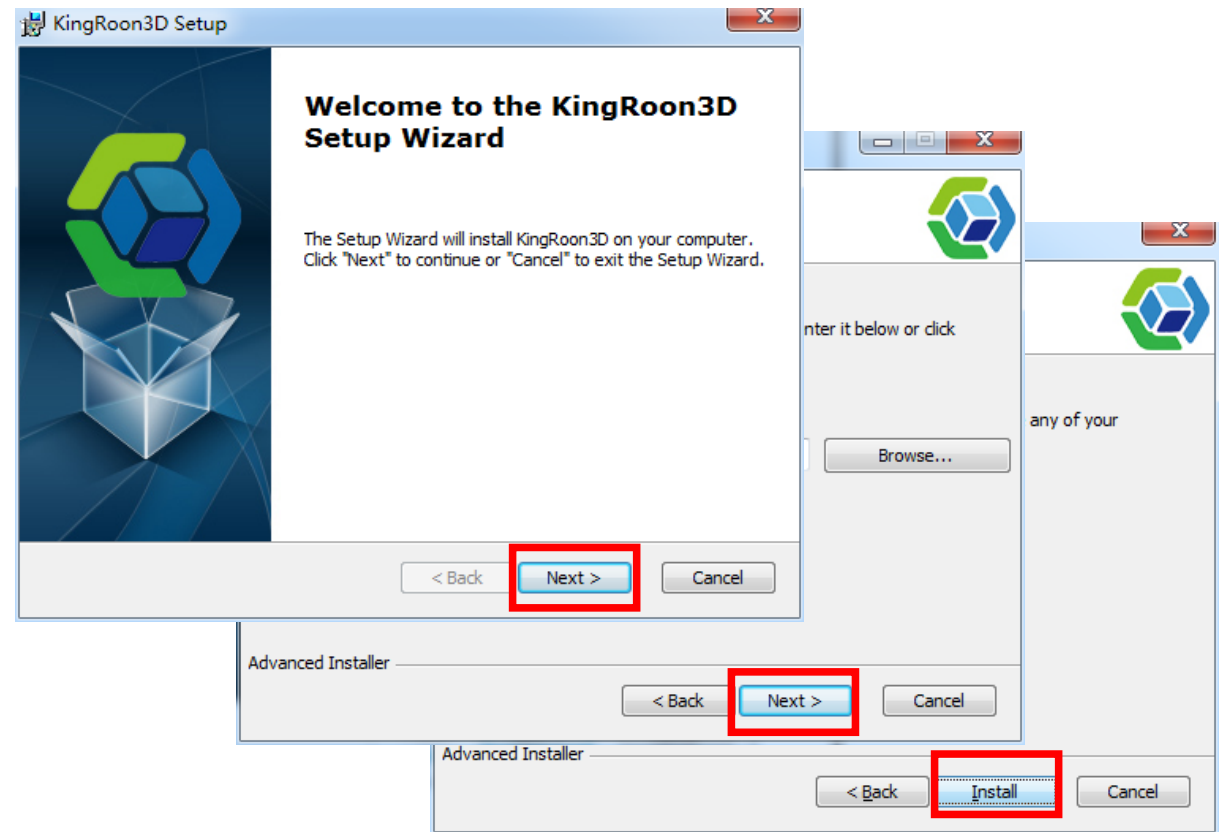 KingRoon3D Setup
Welcome to the KingRoon3D
Setup Wizard
The Setup Wizard will install KingRoon3D on your computer.
Click "Next" to continue or "Cancel" to exit the Setup Wizard.
< Back Next > Cancel
nter it below or click
Browse...
Advanced Installer
< Back Next > Cancel
any of your
Advanced Installer
< Back Install Cancel